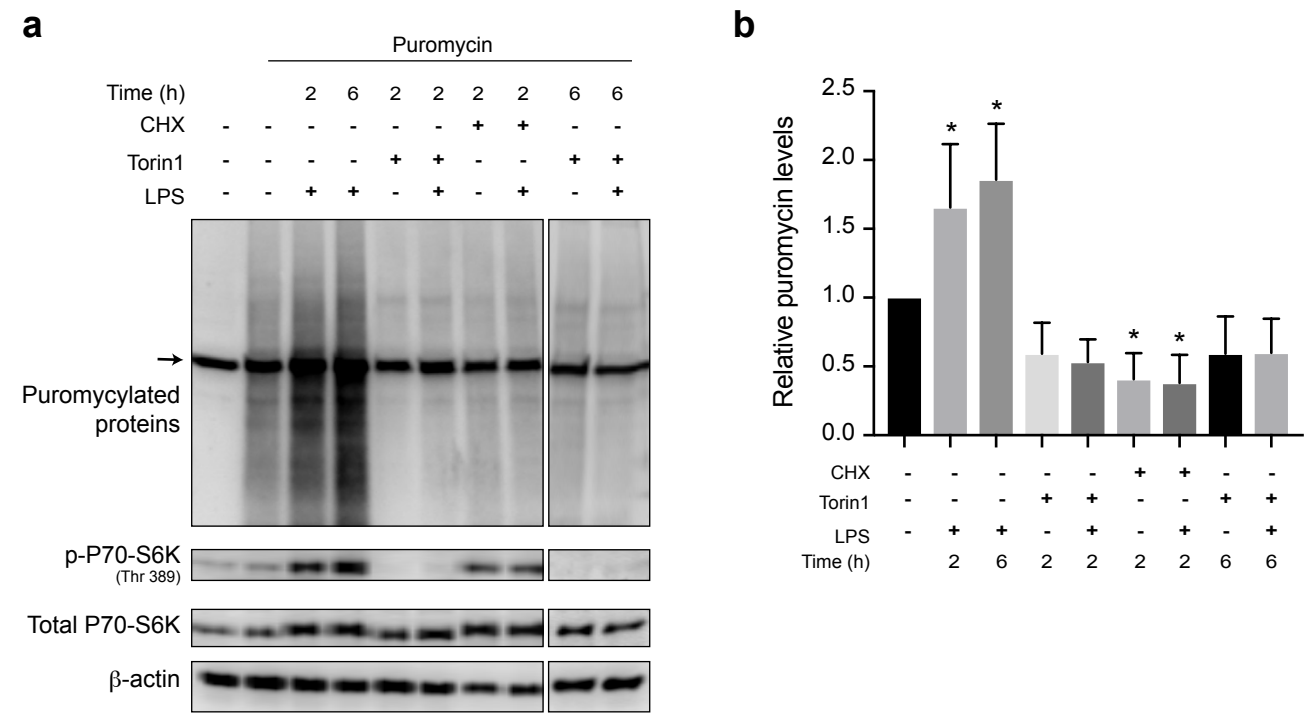 a
Puromycin
Time (h) 2 6 2 2 2 2 6 6
CHX - - - - - - + + - -
Torin1 - - - - + + - - + +
LPS - - + + - + - + - +
Puromycylated
proteins
p-P70-S6K
(Thr 389)
Total P70-S6K
β-actin
b
Relative puromycin levels
2.5
2.0
1.5
1.0
0.5
0.0
* * * *
CHX - - - - - + + - -
Torin1 - - - + + - - + +
LPS - + + - + - + - +
Time (h) 2 6 2 2 2 2 6 6